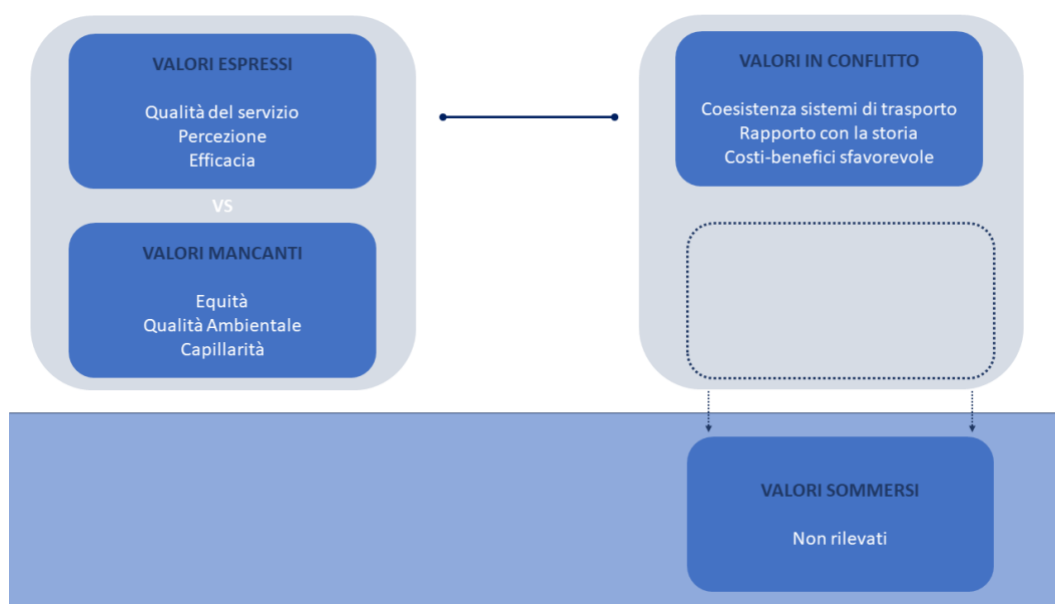 VALORI ESPRESSI
Qualità del servizio
Percezione
Efficacia
VS
VALORI MANCANTI
Equità
Qualità Ambientale
Capillarità
VALORI IN CONFLITTO
Coesistenza sistemi di trasporto
Rapporto con la storia
Costi-benefici sfavorevole
VALORI SOMMERSI
Non rilevati